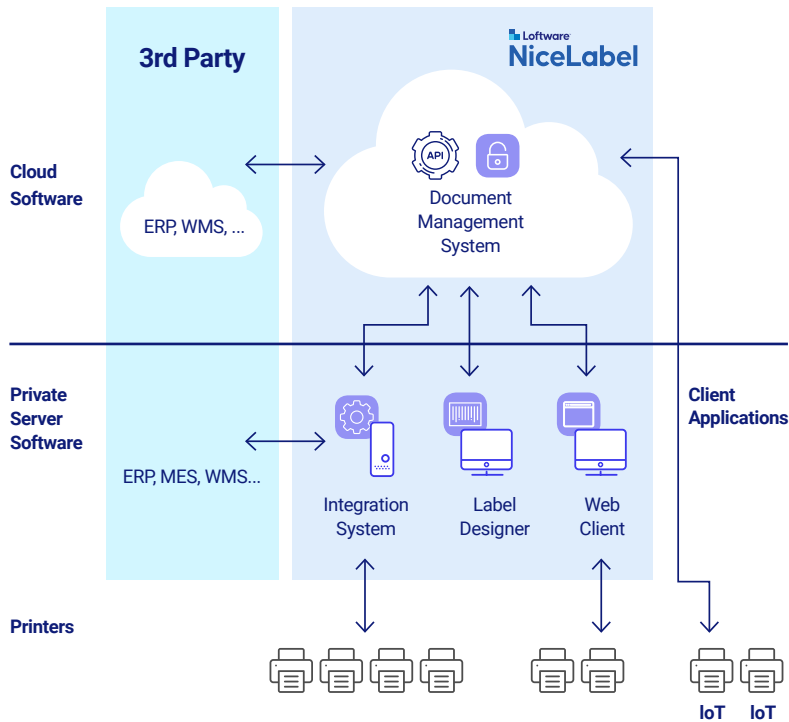 3rd Party
Loftware
NiceLabel
Cloud
Software
API
Document
Management
System
ERP, WMS, ...
Private
Server
Software
Client
Applications
ERP, MES, WMS...
Integration
System
Label
Designer
Web
Client
Printers
IoT
IoT